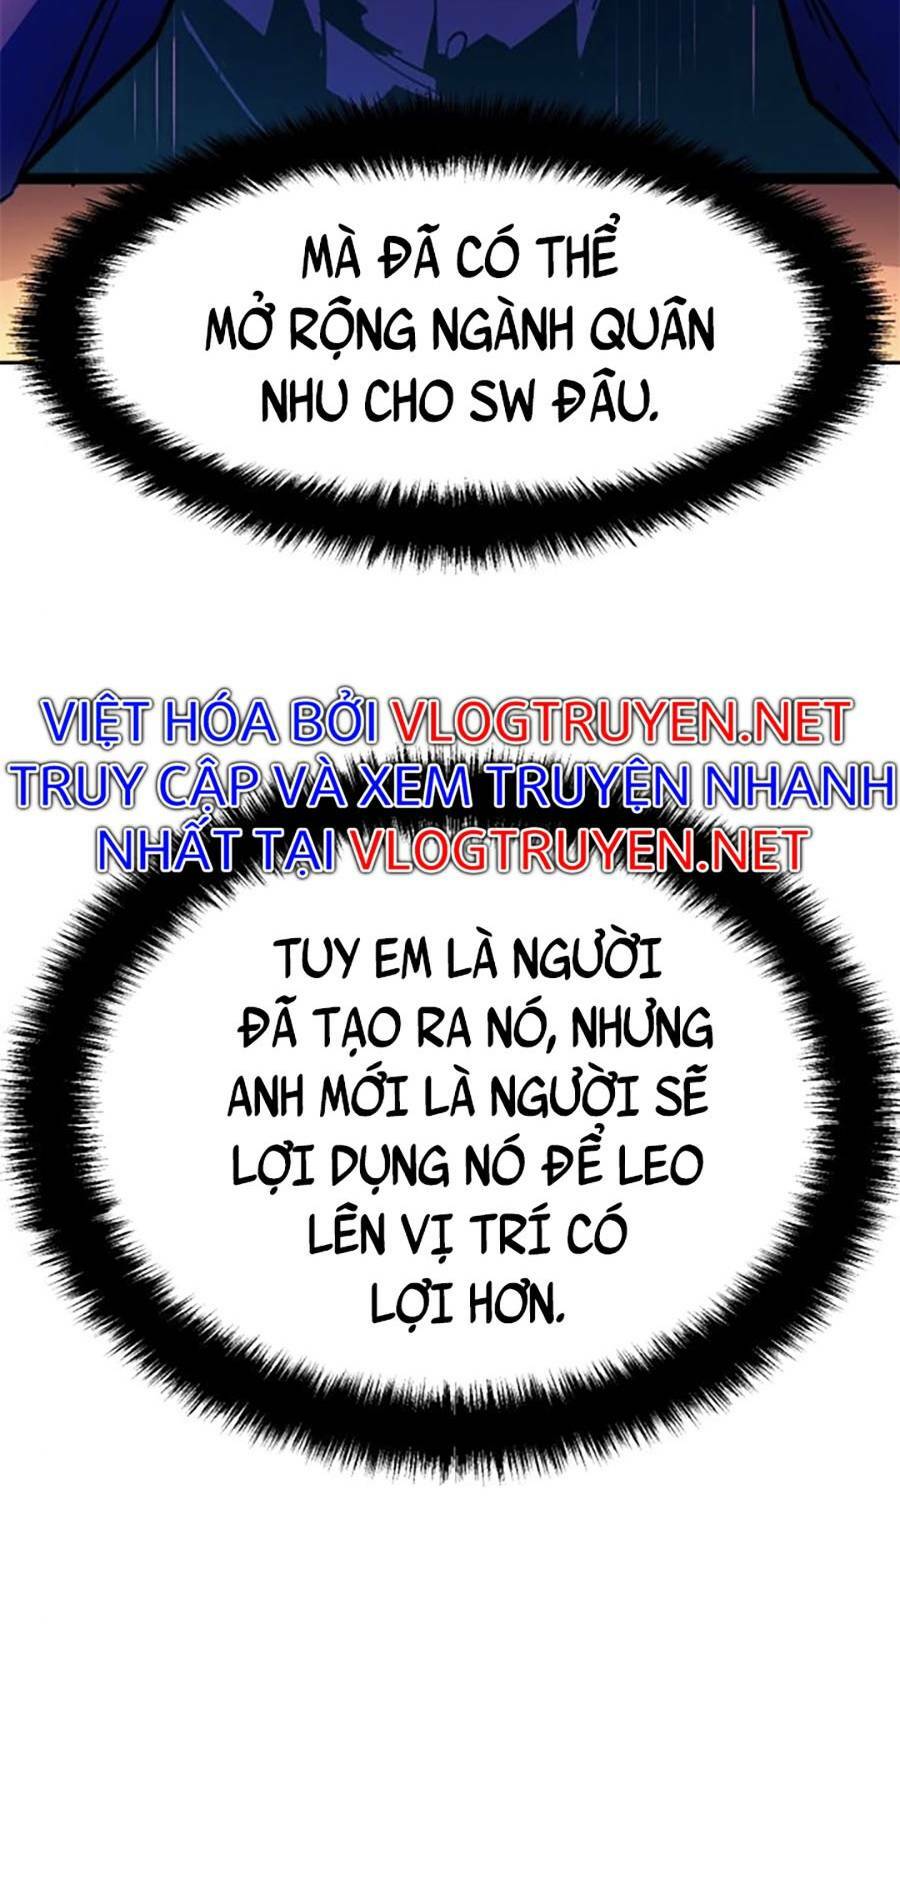 MÀ ĐÃ CÓ THỂ
MỞ RỘNG NGÀNH QUÂN
NHU CHO SW ĐÂU.
VIỆT HÓA BỞI VLOGTRUYEN.NET
TRUY CẬP VÀ XEM TRUYỆN NHANH
NHẤT TẠI VLOGTRUYEN.NET
TUY EM LÀ NGƯỜI
ĐÃ TẠO RA NÓ, NHƯNG
ANH MỚI LÀ NGƯỜI SẼ
LỢI DỤNG NÓ ĐỂ LEO
LÊN VỊ TRÍ CÓ
LỢI HƠN.